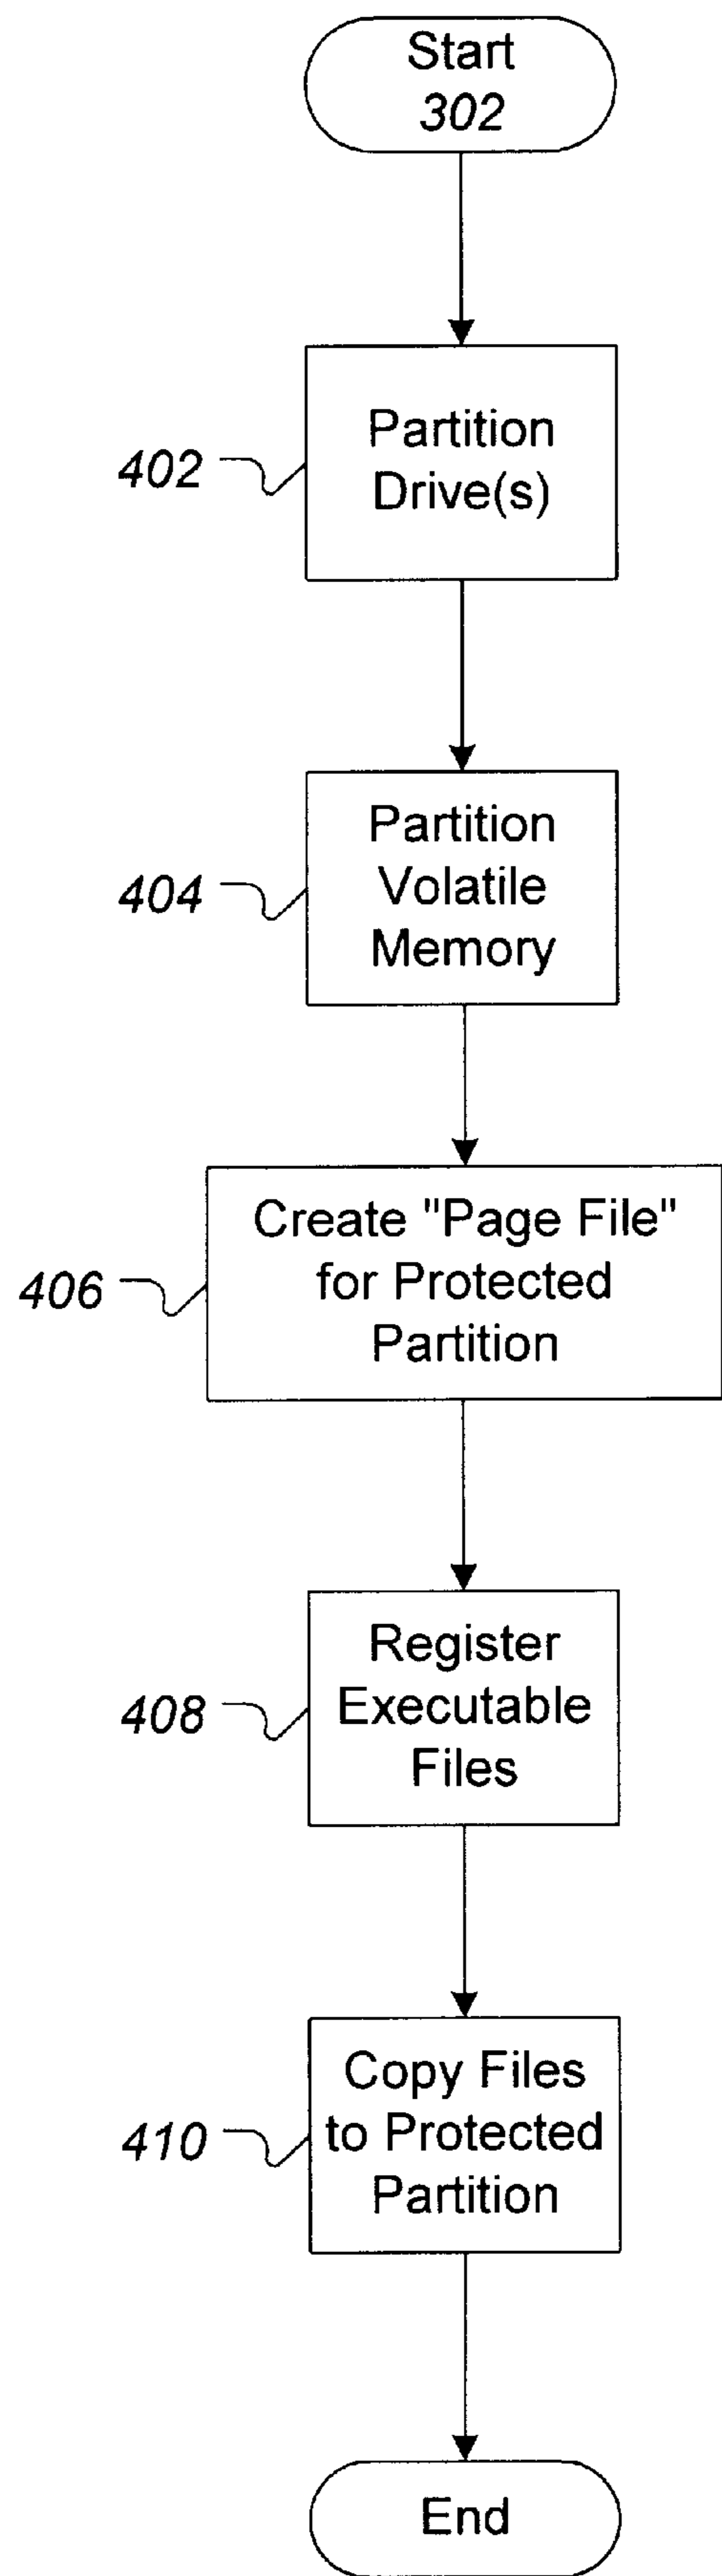 Start
302
402
Partition
Drive(s)
404
Partition
Volatile
Memory
406
Create "Page File"
for Protected
Partition
408
Register
Executable
Files
410
Copy Files
to Protected
Partition
End